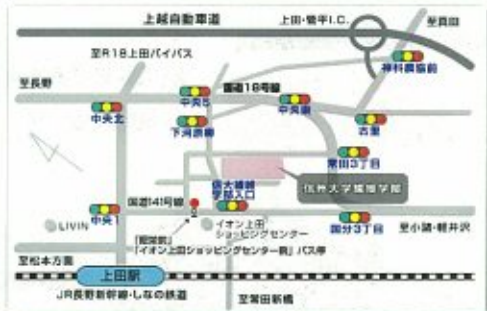 上越自動車道
上田・菅平I.C.
至真田
至R18上田バイパス
神科農協前
至長野
中央5
国道18号線
中央東
中央北
下河原柳
古里
常田3丁目
信州大学繊維学部
信大繊維
学部入口
国道141号線
中央1
LIVIN
イオン上田
ショッピングセンター
国分3丁目
至小諸・軽井沢
「イオン上田ショッピングセンター前」バス停
至松本方面
上田駅
JR長野新幹線・しなの鉄道
至常田新橋